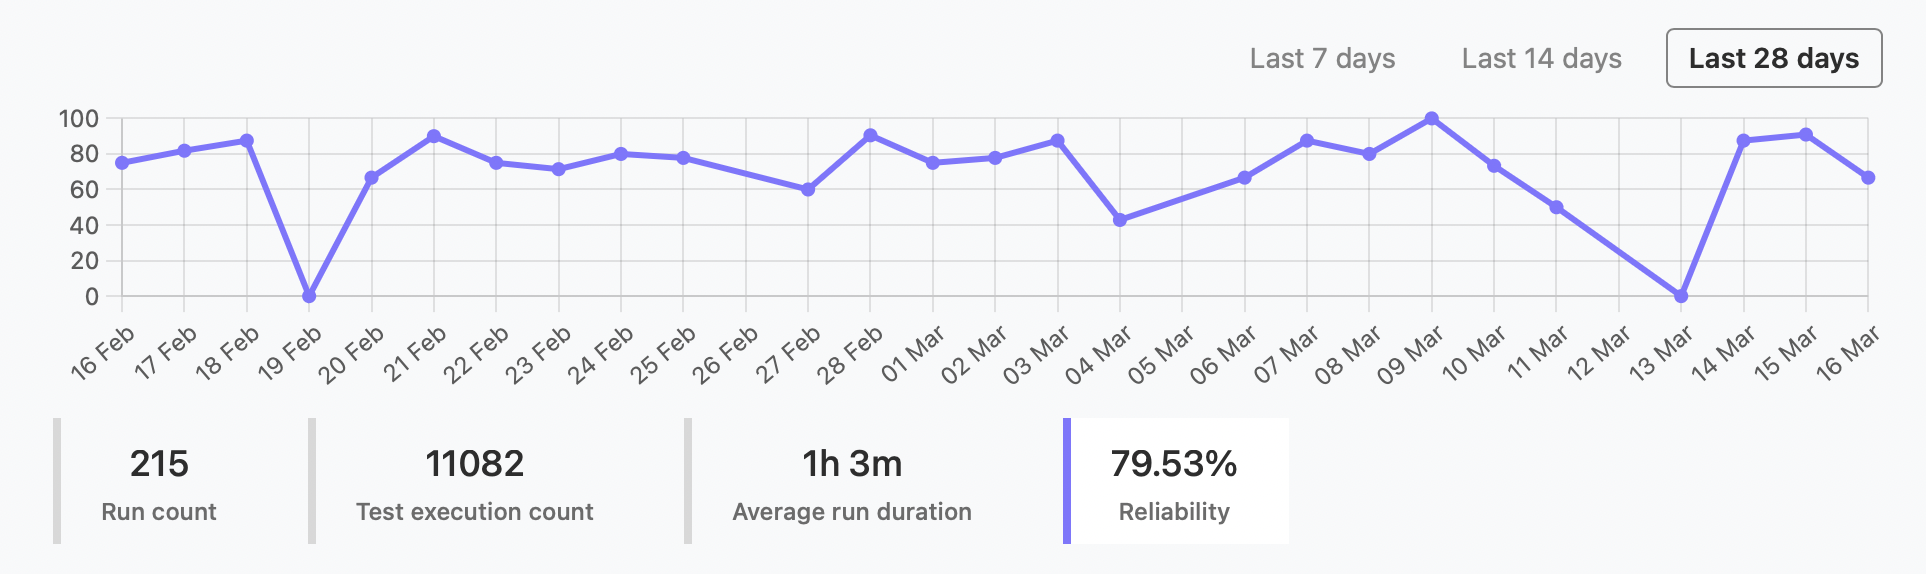 Last 7 days Last 14 days Last 28 days
100
80
60
40
20
0
16 Feb 17 Feb 18 Feb 19 Feb 20 Feb 21 Feb 22 Feb 23 Feb 24 Feb 25 Feb 26 Feb 27 Feb 28 Feb 01 Mar 02 Mar 03 Mar 04 Mar 05 Mar 06 Mar 07 Mar 08 Mar 09 Mar 10 Mar 11 Mar 12 Mar 13 Mar 14 Mar 15 Mar 16 Mar
215
Run count
11082
Test execution count
1h 3m
Average run duration
79.53%
Reliability